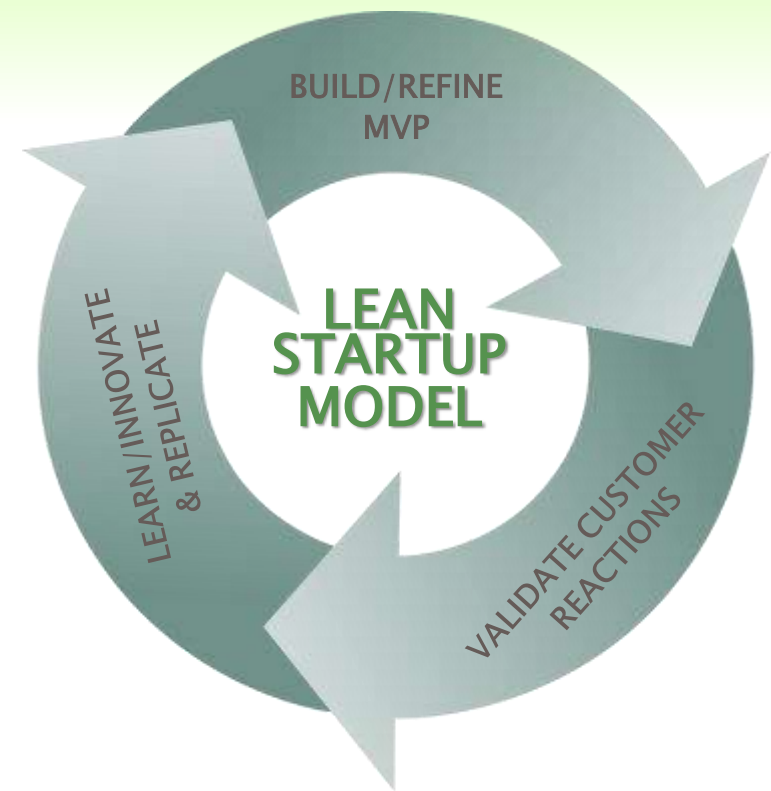 BUILD/REFINE
MVP
LEAN
STARTUP
MODEL
VALIDATE CUSTOMER
REACTIONS
LEARN/INNOVATE
& REPLICATE